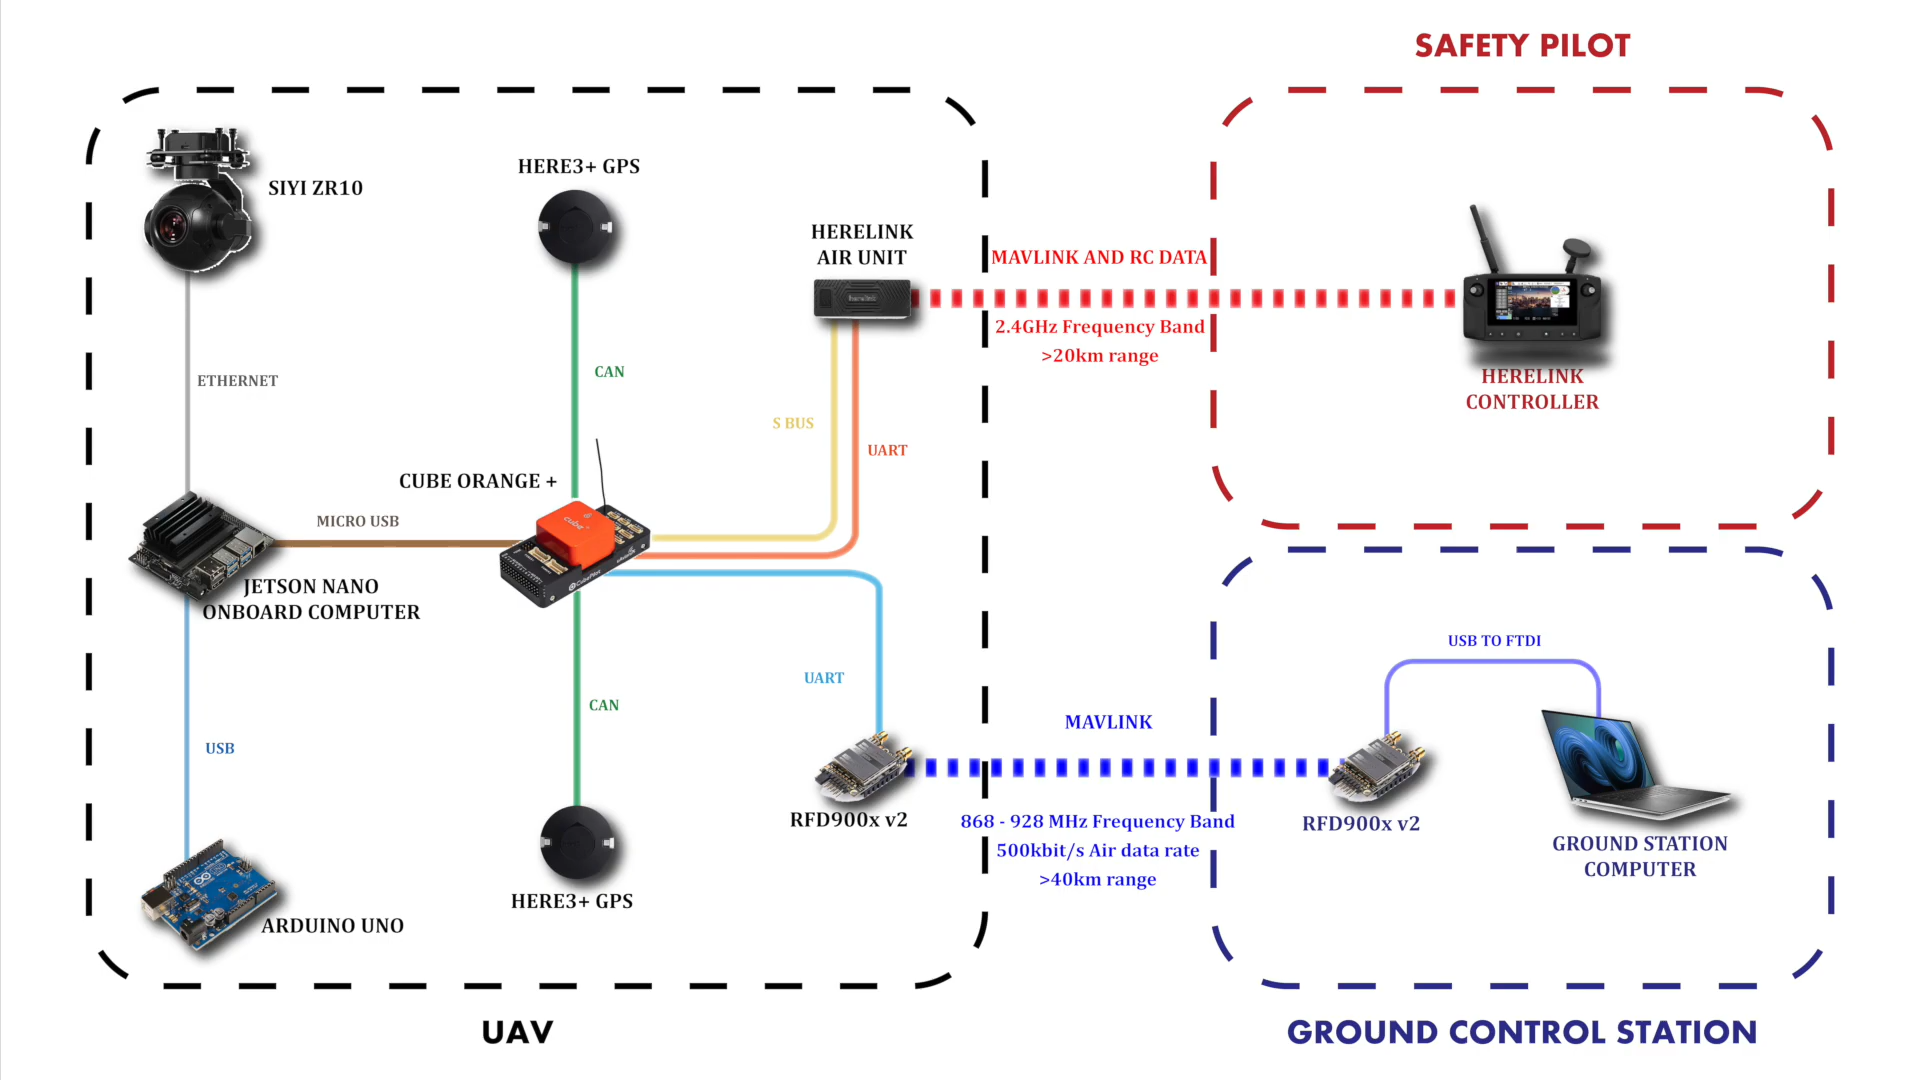 SAFETY PILOT
SIYI ZR10
HERE3+ GPS
HERELINK
AIR UNIT
MAVLINK AND RC DATA
2.4GHz Frequency Band
>20km range
HERELINK
CONTROLLER
ETHERNET
CAN
S BUS
UART
CUBE ORANGE +
cube
MICRO USB
JETSON NANO
ONBOARD COMPUTER
USB TO FTDI
UART
CAN
MAVLINK
USB
RFD900x v2
868 - 928 MHz Frequency Band
500kbit/s Air data rate
>40km range
RFD900x v2
GROUND STATION
COMPUTER
HERE3+ GPS
ARDUINO UNO
UAV
GROUND CONTROL STATION